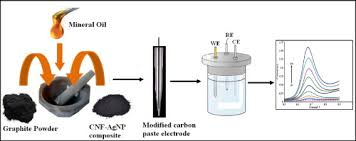 Mineral Oil
Graphite Powder
CNF-AgNP
composite
Modified carbon
paste electrode
WE
RE
CE